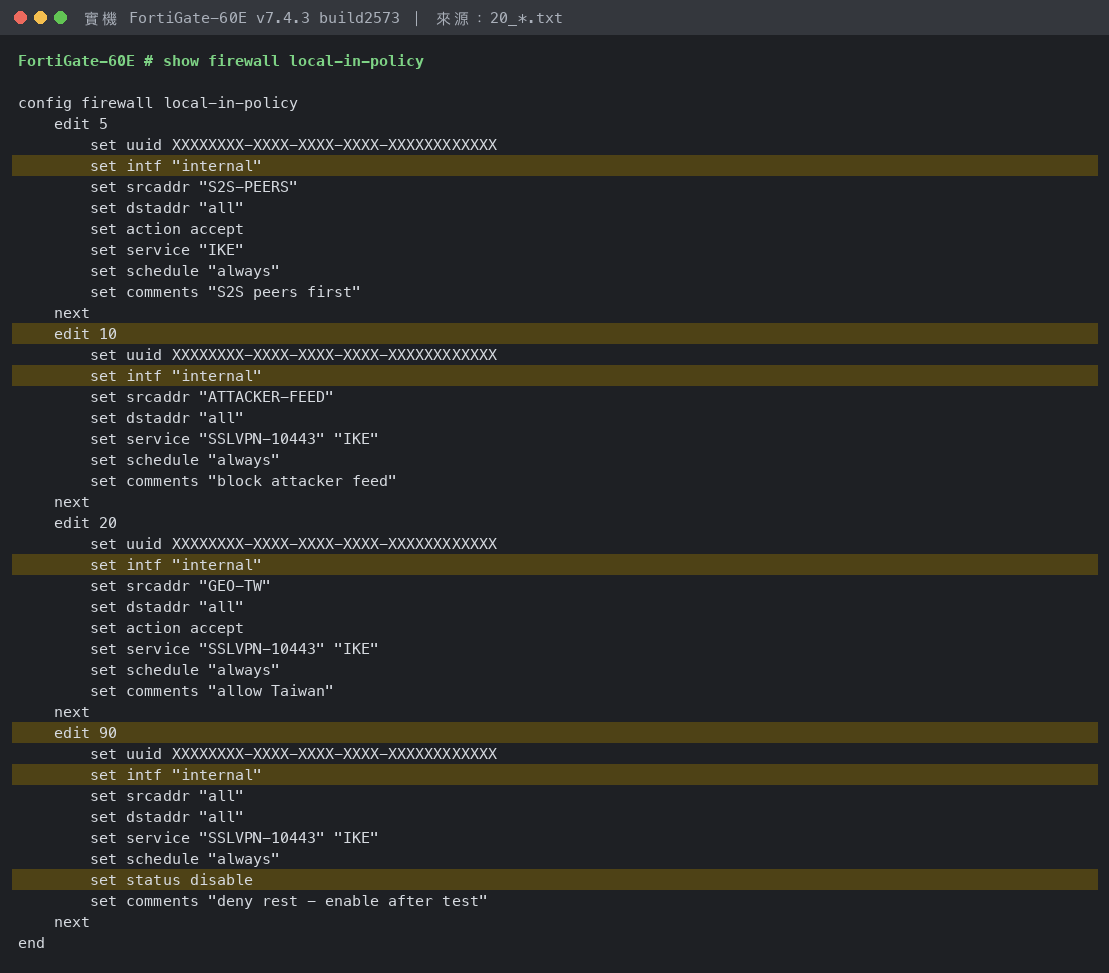 實機 FortiGate-60E v7.4.3 build2573 | 來源：20_*.txt
FortiGate-60E # show firewall local-in-policy
config firewall local-in-policy
    edit 5
        set uuid XXXXXXXX-XXXX-XXXX-XXXX-XXXXXXXXXXXX
        set intf "internal"
        set srcaddr "S2S-PEERS"
        set dstaddr "all"
        set action accept
        set service "IKE"
        set schedule "always"
        set comments "S2S peers first"
    next
    edit 10
        set uuid XXXXXXXX-XXXX-XXXX-XXXX-XXXXXXXXXXXX
        set intf "internal"
        set srcaddr "ATTACKER-FEED"
        set dstaddr "all"
        set service "SSLVPN-10443" "IKE"
        set schedule "always"
        set comments "block attacker feed"
    next
    edit 20
        set uuid XXXXXXXX-XXXX-XXXX-XXXX-XXXXXXXXXXXX
        set intf "internal"
        set srcaddr "GEO-TW"
        set dstaddr "all"
        set action accept
        set service "SSLVPN-10443" "IKE"
        set schedule "always"
        set comments "allow Taiwan"
    next
    edit 90
        set uuid XXXXXXXX-XXXX-XXXX-XXXX-XXXXXXXXXXXX
        set intf "internal"
        set srcaddr "all"
        set dstaddr "all"
        set service "SSLVPN-10443" "IKE"
        set schedule "always"
        set status disable
        set comments "deny rest - enable after test"
    next
end